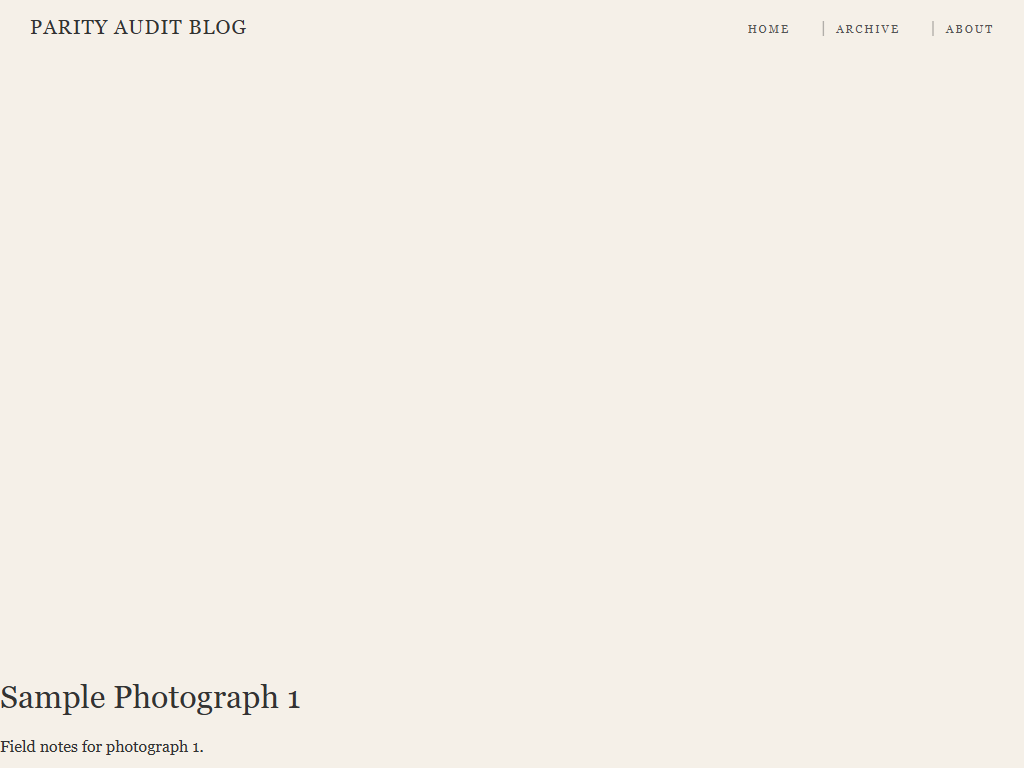 PARITY AUDIT BLOG
HOME | ARCHIVE | ABOUT
Sample Photograph 1
Field notes for photograph 1.